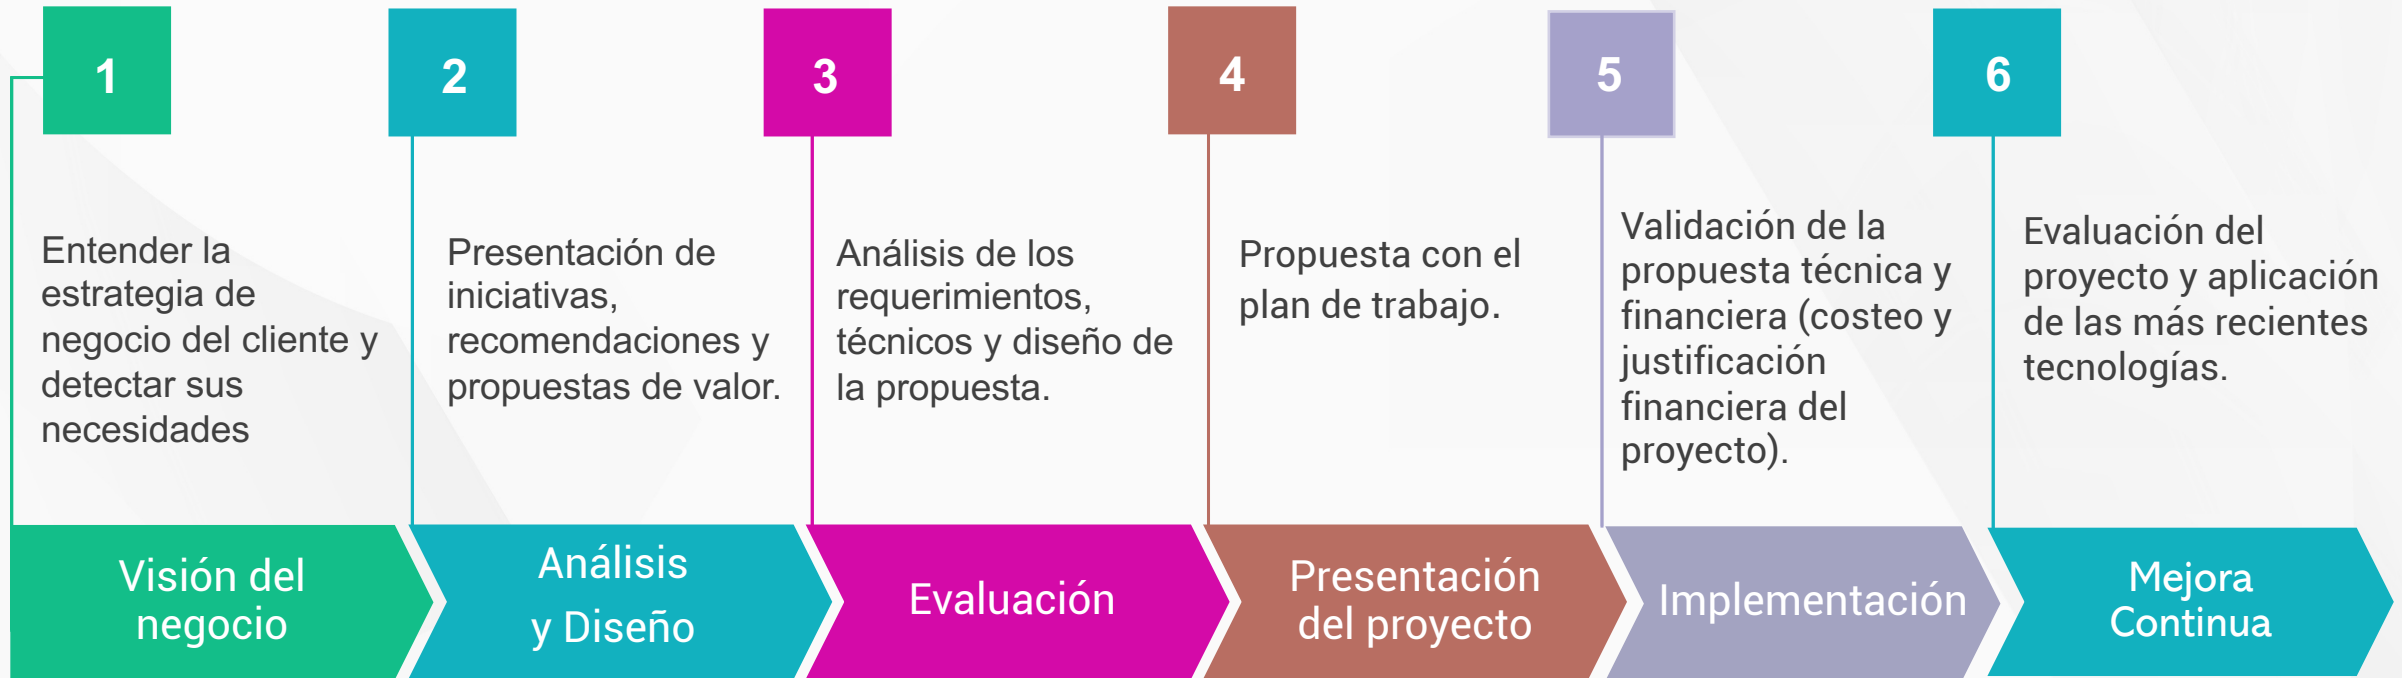 1
Entender la
estrategia de
negocio del cliente y
detectar sus
necesidades
Visión del
negocio
2
Presentación de
iniciativas,
recomendaciones y
propuestas de valor.
Análisis
y Diseño
3
Análisis de los
requerimientos,
técnicos y diseño de
la propuesta.
Evaluación
4
Propuesta con el
plan de trabajo.
Presentación
del proyecto
5
Validación de la
propuesta técnica y
financiera (costeo y
justificación
financiera del
proyecto).
Implementación
6
Evaluación del
proyecto y aplicación
de las más recientes
tecnologías.
Mejora
Continua